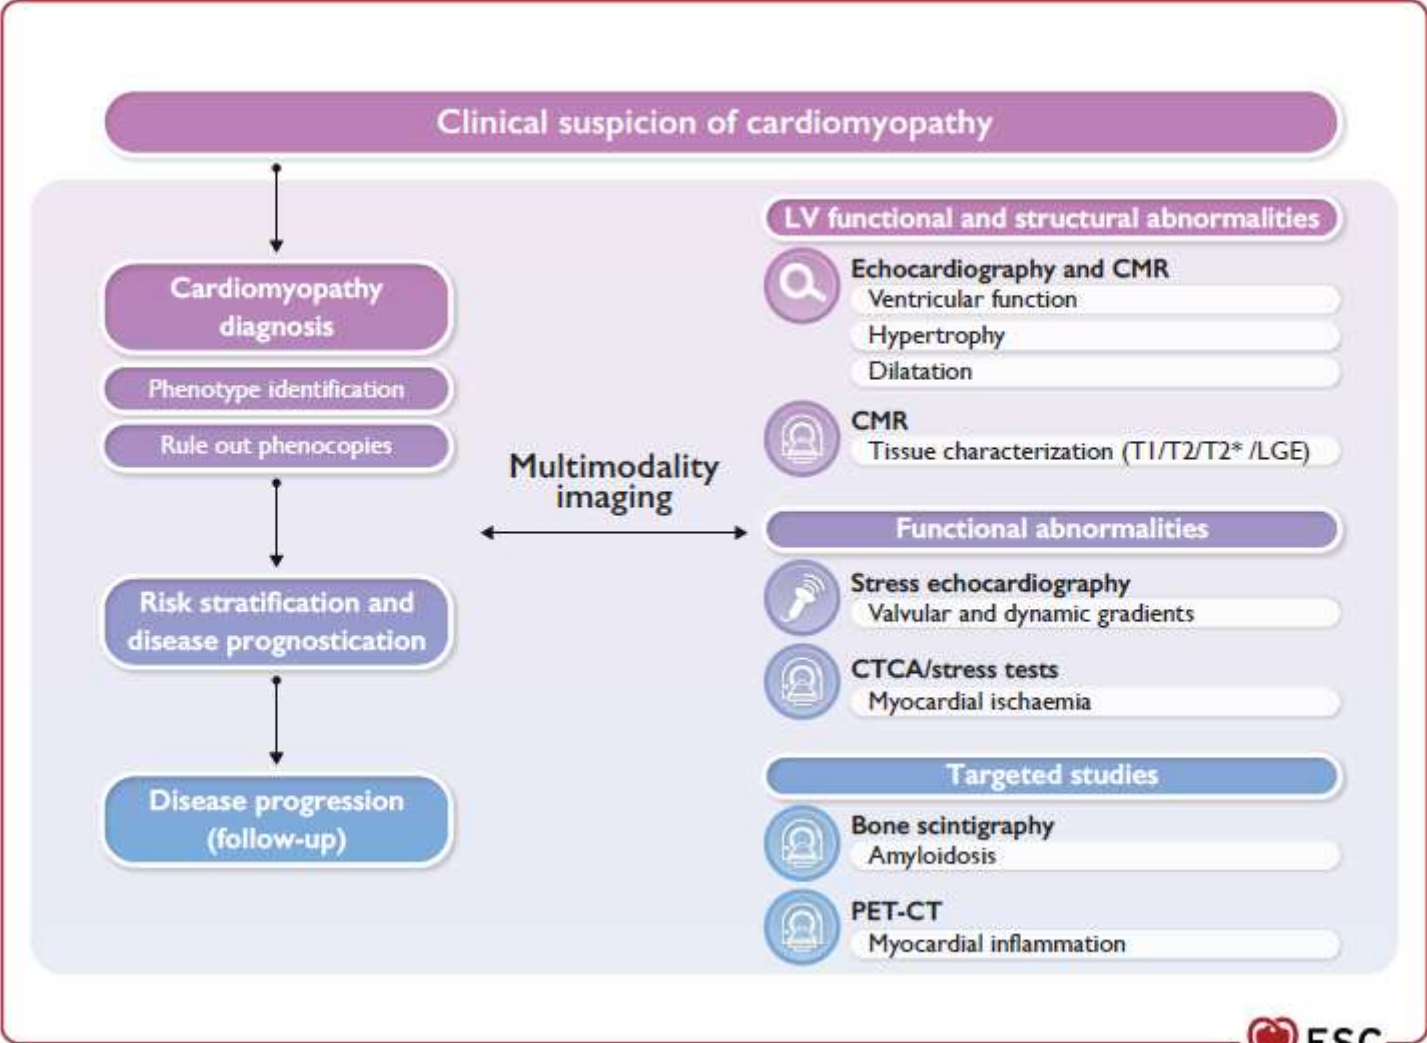 Clinical suspicion of cardiomyopathy
Cardiomyopathy
diagnosis
Phenotype identification
Rule out phenocopies
Risk stratification and
disease prognostication
Disease progression
(follow-up)
Multimodality
imaging
LV functional and structural abnormalities
Echocardiography and CMR
Ventricular function
Hypertrophy
Dilatation
CMR
Tissue characterization (T1/T2/T2* /LGE)
Functional abnormalities
Stress echocardiography
Valvular and dynamic gradients
CTCA/stress tests
Myocardial ischaemia
Targeted studies
Bone scintigraphy
Amyloidosis
PET-CT
Myocardial inflammation
ESC